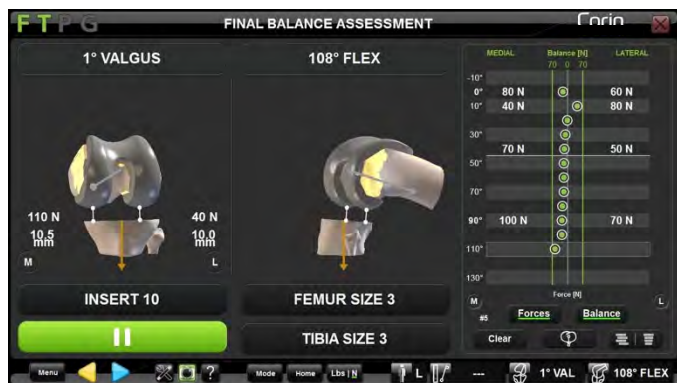 FTPG
FINAL BALANCE ASSESSMENT
Corin
1° VALGUS
108° FLEX
MEDIAL
Balance [N]
LATERAL
70 0 70
-10°
0°
80 N
60 N
10°
40 N
80 N
30°
70 N
50 N
50°
70°
90°
100 N
70 N
110°
130°
110 N
10.5
mm
40 N
10.0
mm
M
L
Force [N]
M
L
#5
Forces
Balance
INSERT 10
FEMUR SIZE 3
TIBIA SIZE 3
Clear
Menu
?
Mode
Home
Lbs | N
L
---
1° VAL
108° FLEX